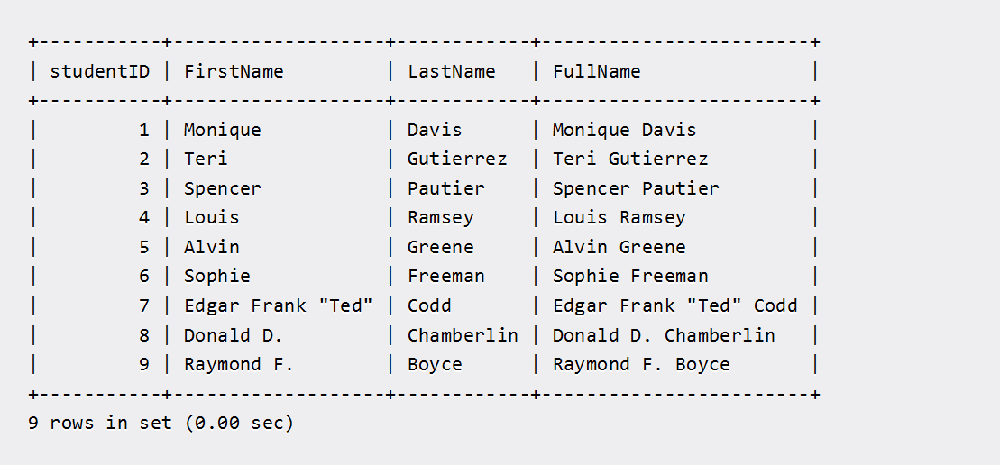 +-----------+-------------------+------------+------------------------+
| studentID | FirstName         | LastName   | FullName               |
+-----------+-------------------+------------+------------------------+
|         1 | Monique           | Davis      | Monique Davis          |
|         2 | Teri              | Gutierrez  | Teri Gutierrez         |
|         3 | Spencer           | Pautier    | Spencer Pautier        |
|         4 | Louis             | Ramsey     | Louis Ramsey           |
|         5 | Alvin             | Greene     | Alvin Greene           |
|         6 | Sophie            | Freeman    | Sophie Freeman         |
|         7 | Edgar Frank "Ted" | Codd       | Edgar Frank "Ted" Codd |
|         8 | Donald D.         | Chamberlin | Donald D. Chamberlin   |
|         9 | Raymond F.        | Boyce      | Raymond F. Boyce       |
+-----------+-------------------+------------+------------------------+
9 rows in set (0.00 sec)